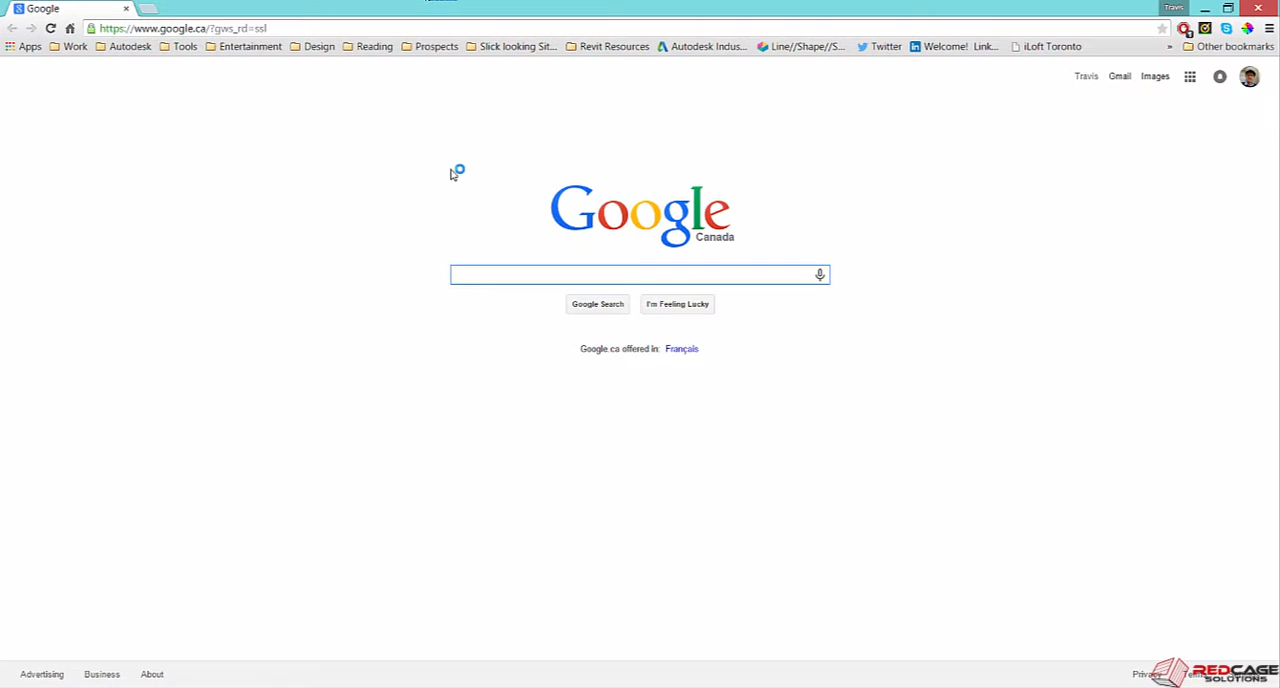 Google
Travis
https://www.google.ca/?gws_rd=ssl
Apps Work Autodesk Tools Entertainment Design Reading Prospects Slick looking Sit... Revit Resources Autodesk Indus... Line//Shape//S... Twitter Welcome! Link... iLoft Toronto » Other bookmarks
Travis Gmail Images
Google
Canada
Google Search I'm Feeling Lucky
Google.ca offered in: Français
Advertising Business About
REDCAGE
SOLUTIONS